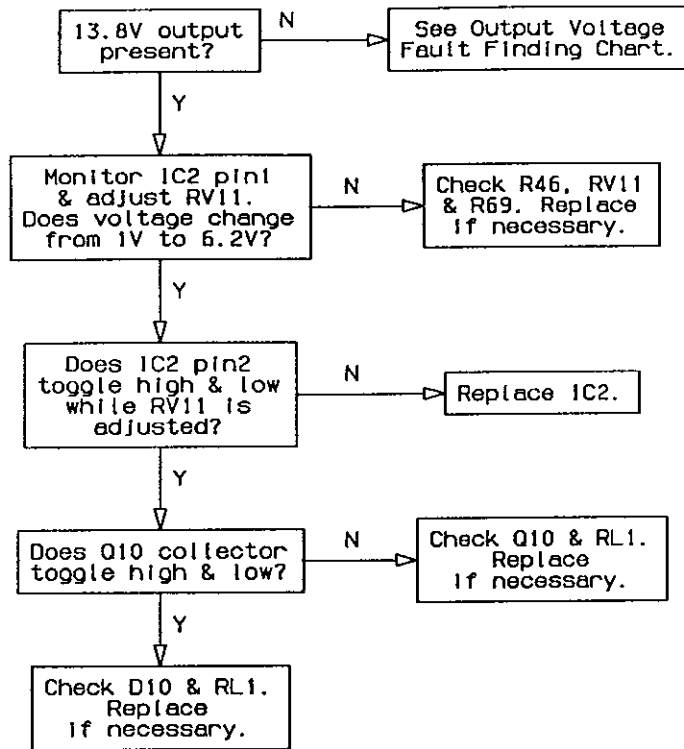 13.8V output
present?
N
See Output Voltage
Fault Finding Chart.
Y
Monitor IC2 pin1
& adjust RV11.
Does voltage change
from 1V to 6.2V?
N
Check R46, RV11
& R69. Replace
if necessary.
Y
Does IC2 pin2
toggle high & low
while RV11 is
adjusted?
N
Replace IC2.
Y
Does Q10 collector
toggle high & low?
N
Check Q10 & RL1.
Replace
if necessary.
Y
Check D10 & RL1.
Replace
if necessary.